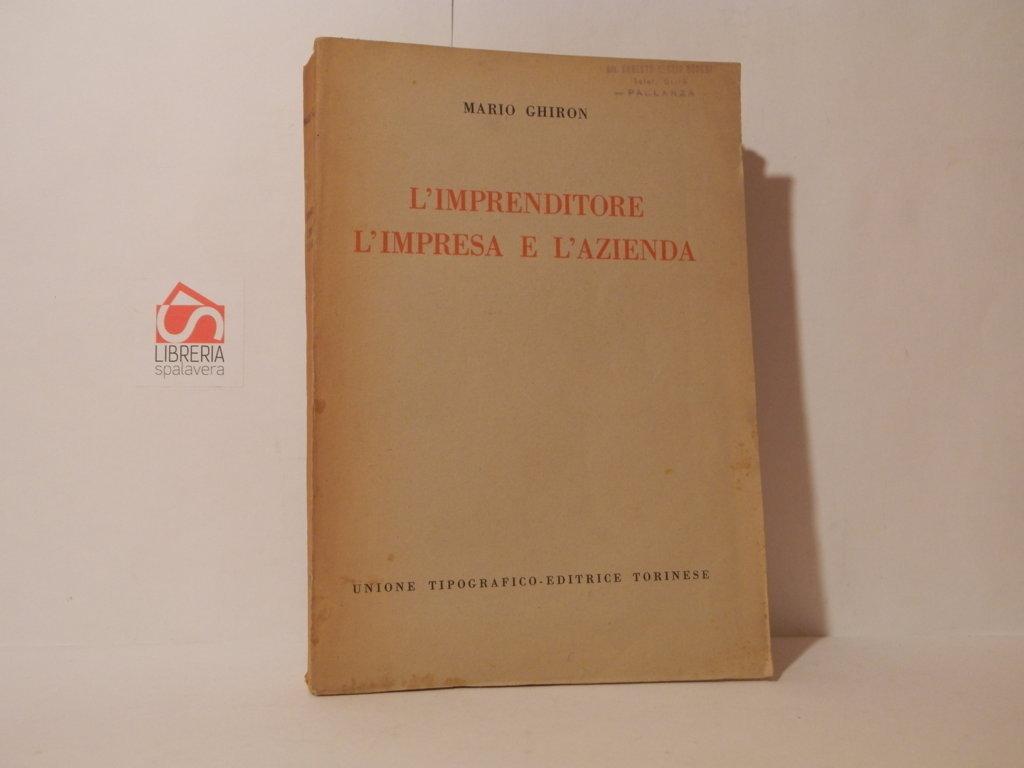 MARIO GHIRON
L'IMPRENDITORE
L'IMPRESA E L'AZIENDA
UNIONE TIPOGRAFICO-EDITRICE TORINESE
PALLANZA
LIBRERIA
spalavera